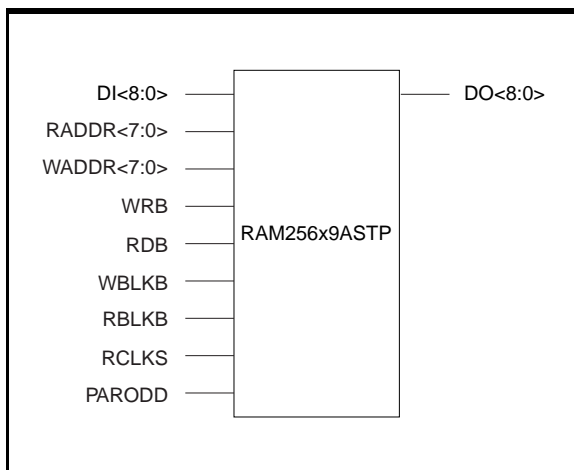 DI<8:0>
DO<8:0>
RADDR<7:0>
WADDR<7:0>
WRB
RAM256x9ASTP
RDB
WBLKB
RBLKB
RCLKS
PARODD